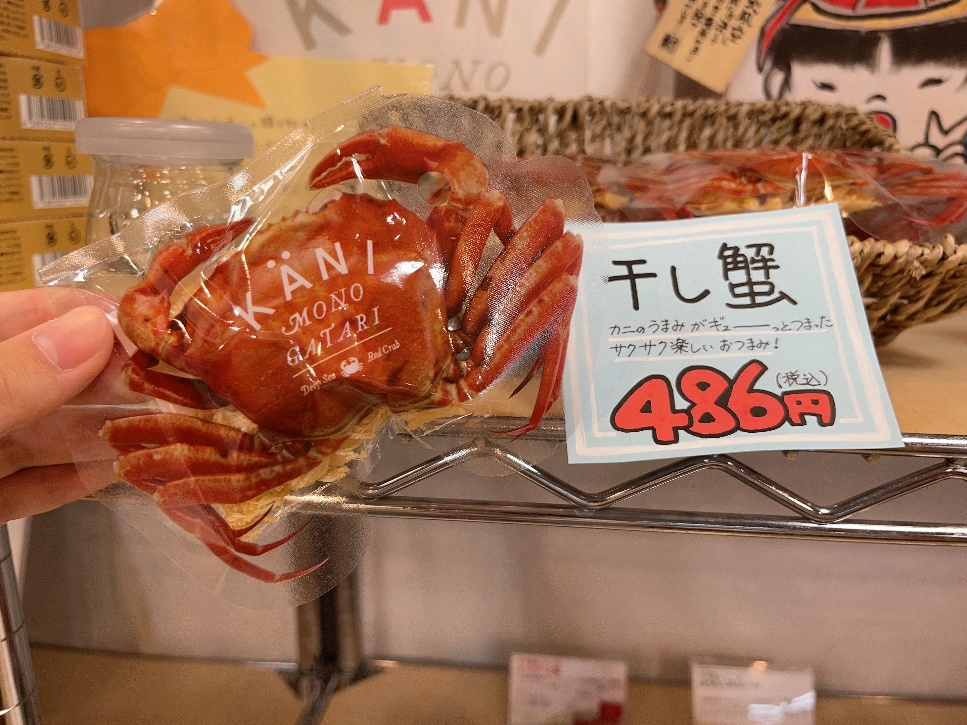 KANI
KÄNI
MONO
GATARI
Deep Sea Red Crab
干し蟹
カニのうまみがギューーーっとつまった
サクサク楽しいおつまみ!
486円
(税込)